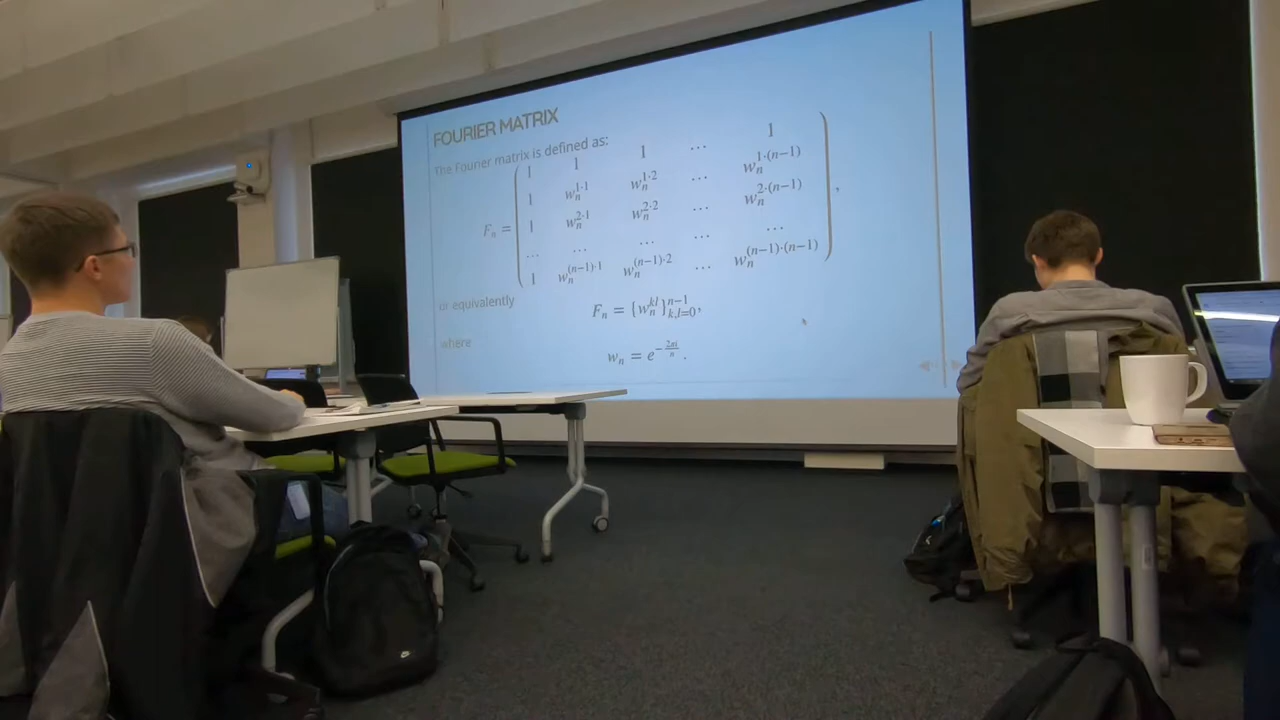 FOURIER MATRIX
The Fourier matrix is defined as:
1 1 1 ⋯ 1
1 w_n^{1·1} w_n^{1·2} ⋯ w_n^{1·(n−1)}
F_n = 1 w_n^{2·1} w_n^{2·2} ⋯ w_n^{2·(n−1)} ,
⋯ ⋯ ⋯ ⋯ ⋯
1 w_n^{(n−1)·1} w_n^{(n−1)·2} ⋯ w_n^{(n−1)·(n−1)}
or equivalently
F_n = {w_n^{kl}}_{k,l=0}^{n−1},
where
w_n = e^{−\frac{2πi}{n}}.